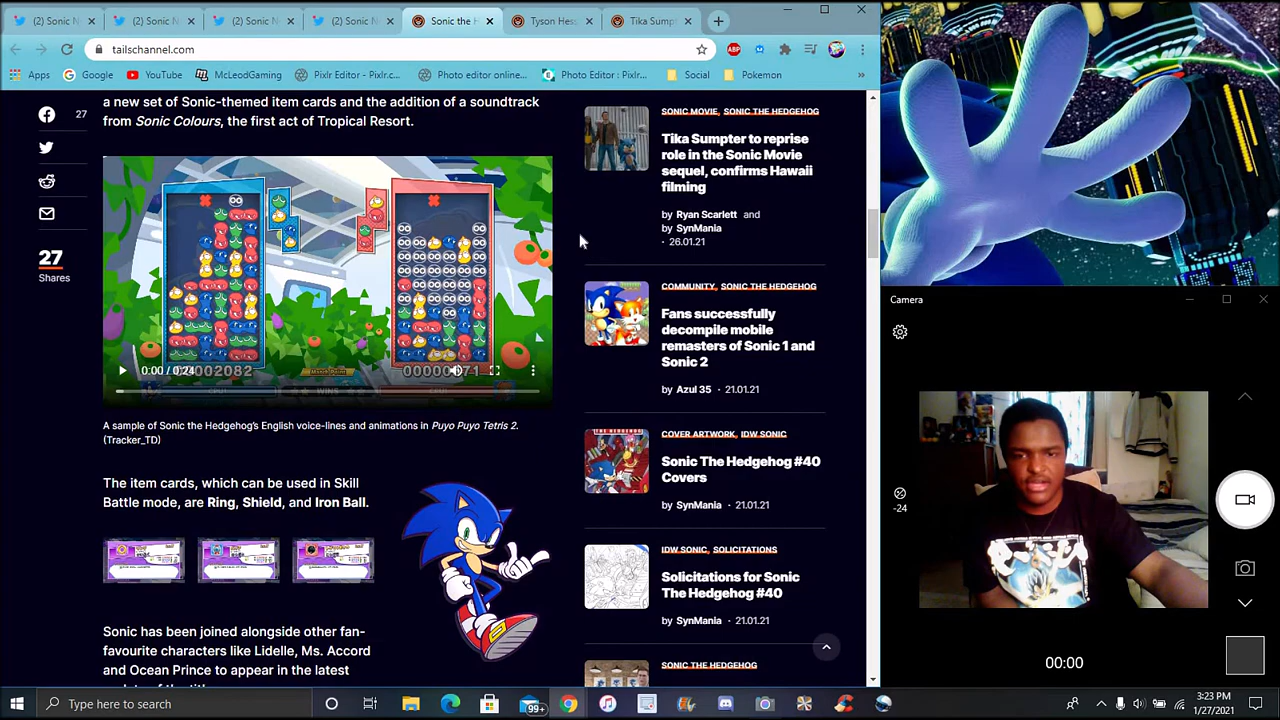 (2) Sonic N
(2) Sonic N
(2) Sonic N
(2) Sonic N
Sonic the H
Tyson Hess
Tika Sumpt
tailschannel.com
ABP
Apps
Google
YouTube
McLeodGaming
Pixlr Editor - Pixlr.c...
Photo editor online...
Photo Editor : Pixlr...
Social
Pokemon
»
27
27
Shares
a new set of Sonic-themed item cards and the addition of a soundtrack
from Sonic Colours, the first act of Tropical Resort.
0:00 / 0:24
A sample of Sonic the Hedgehog's English voice-lines and animations in Puyo Puyo Tetris 2.
(Tracker_TD)
The item cards, which can be used in Skill
Battle mode, are Ring, Shield, and Iron Ball.
Sonic has been joined alongside other fan-
favourite characters like Lidelle, Ms. Accord
and Ocean Prince to appear in the latest
SONIC MOVIE, SONIC THE HEDGEHOG
Tika Sumpter to reprise
role in the Sonic Movie
sequel, confirms Hawaii
filming
by Ryan Scarlett and
by SynMania
· 26.01.21
COMMUNITY, SONIC THE HEDGEHOG
Fans successfully
decompile mobile
remasters of Sonic 1 and
Sonic 2
by Azul 35 · 21.01.21
COVER ARTWORK, IDW SONIC
Sonic The Hedgehog #40
Covers
by SynMania · 21.01.21
IDW SONIC, SOLICITATIONS
Solicitations for Sonic
The Hedgehog #40
by SynMania · 21.01.21
SONIC THE HEDGEHOG
Camera
-24
00:00
Type here to search
99+
3:23 PM
1/27/2021